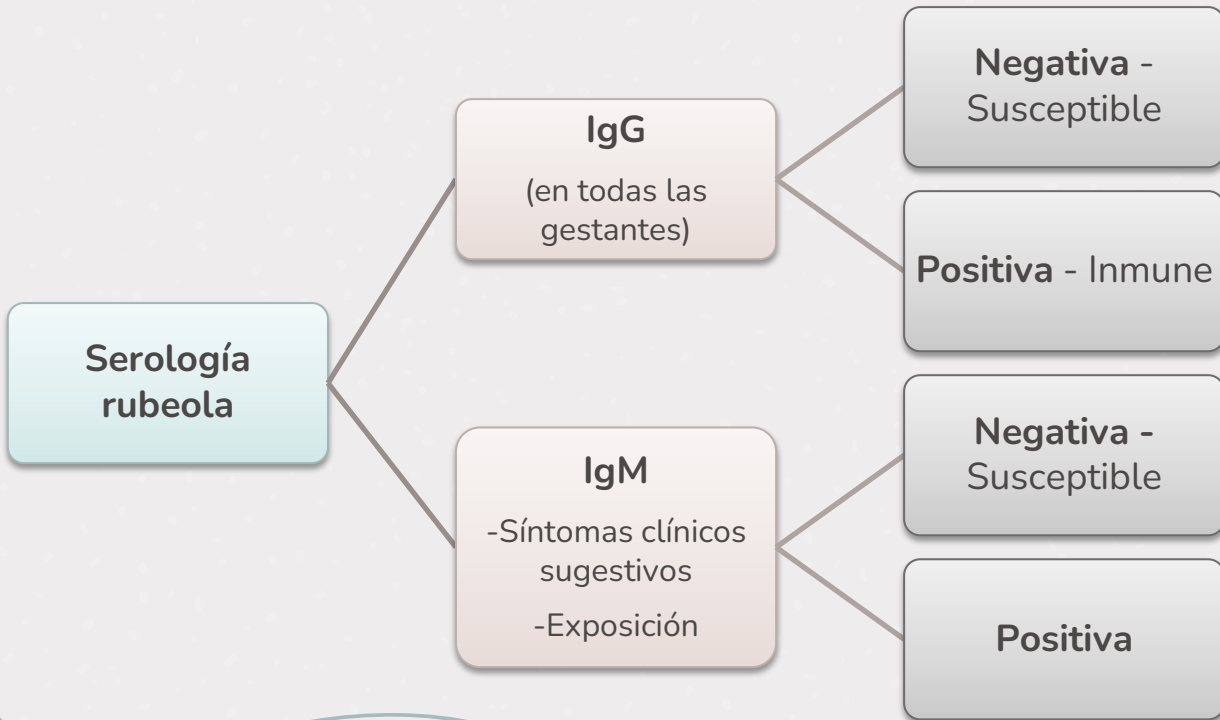 Serología
rubeola
IgG
(en todas las
gestantes)
Negativa -
Susceptible
Positiva - Inmune
IgM
-Síntomas clínicos
sugestivos
-Exposición
Negativa -
Susceptible
Positiva